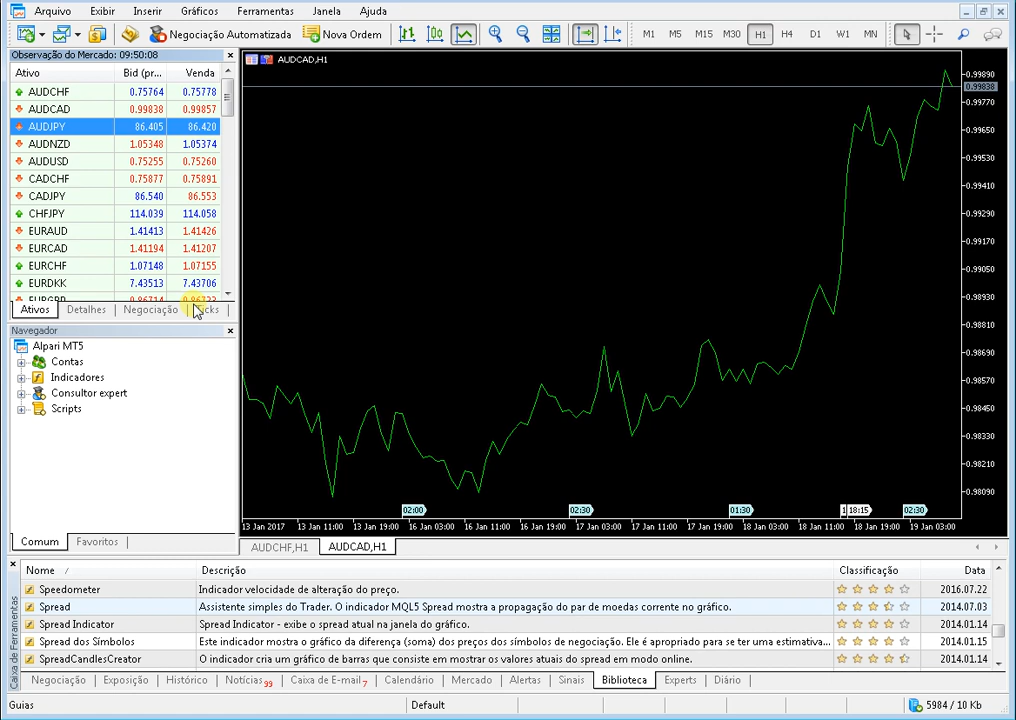 Arquivo Exibir Inserir Gráficos Ferramentas Janela Ajuda
Negociação Automatizada Nova Ordem M1 M5 M15 M30 H1 H4 D1 W1 MN
Observação do Mercado: 09:50:08
Ativo Bid (pr... Venda
AUDCHF 0.75764 0.75778
AUDCAD 0.99838 0.99857
AUDJPY 86.405 86.420
AUDNZD 1.05348 1.05374
AUDUSD 0.75255 0.75260
CADCHF 0.75877 0.75891
CADJPY 86.540 86.553
CHFJPY 114.039 114.058
EURAUD 1.41413 1.41426
EURCAD 1.41194 1.41207
EURCHF 1.07148 1.07155
EURDKK 7.43513 7.43706
EURGBP 0.86714 0.86723
Ativos Detalhes Negociação
Navegador
Alpari MT5
Contas
Indicadores
Consultor expert
Scripts
Comum Favoritos
AUDCAD,H1
0.99890
0.99838
0.99770
0.99650
0.99530
0.99410
0.99290
0.99170
0.99050
0.98930
0.98810
0.98690
0.98570
0.98450
0.98330
0.98210
0.98090
02:00 02:30 01:30 1 18:15 02:30
13 Jan 2017 13 Jan 11:00 13 Jan 19:00 16 Jan 03:00 16 Jan 11:00 16 Jan 19:00 17 Jan 03:00 17 Jan 11:00 17 Jan 19:00 18 Jan 03:00 18 Jan 11:00 18 Jan 19:00 19 Jan 03:00
AUDCHF,H1 AUDCAD,H1
Caixa de Ferramentas
Nome / Descrição Classificação Data
Speedometer Indicador velocidade de alteração do preço. 2016.07.22
Spread Assistente simples do Trader. O indicador MQL5 Spread mostra a propagação do par de moedas corrente no gráfico. 2014.07.03
Spread Indicator Spread Indicator - exibe o spread atual na janela do gráfico. 2014.01.14
Spread dos Símbolos Este indicador mostra o gráfico da diferença (soma) dos preços dos símbolos de negociação. Ele é apropriado para se ter uma estimativa... 2014.01.15
SpreadCandlesCreator O indicador cria um gráfico de barras que consiste em mostrar os valores atuais do spread em modo online. 2014.01.14
Negociação Exposição Histórico Notícias 99 Caixa de E-mail 7 Calendário Mercado Alertas Sinais Biblioteca Experts Diário
Guias Default 5984 / 10 Kb